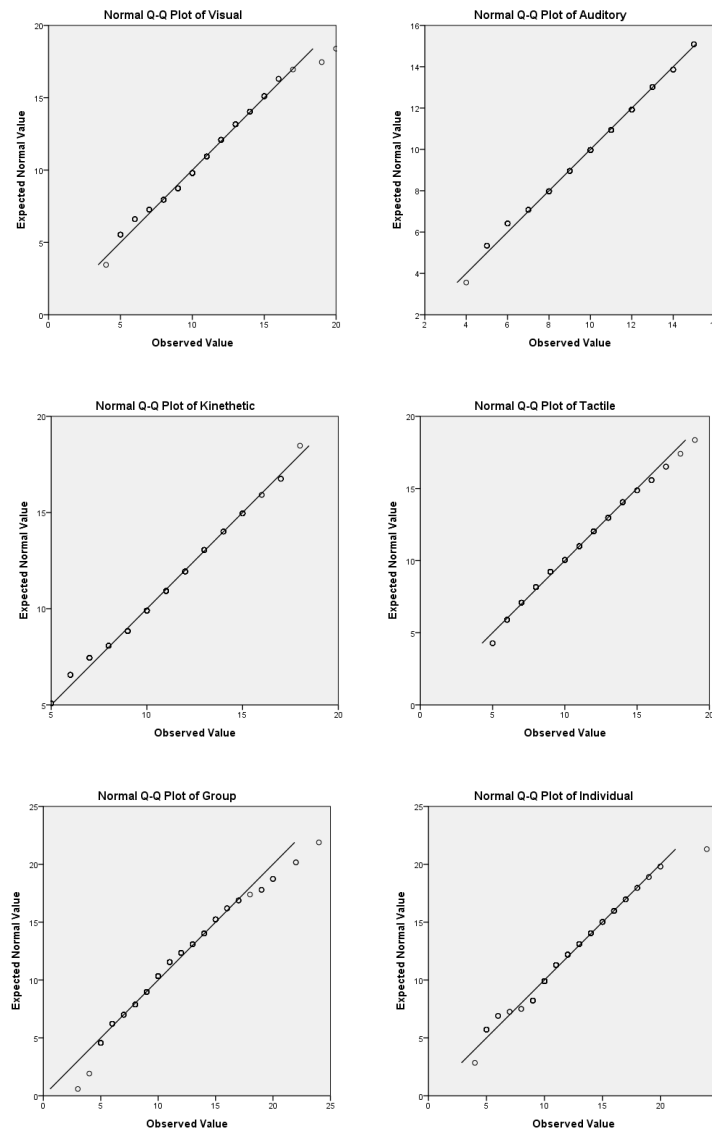 Normal Q-Q Plot of Visual
20
15
10
5
0
0 5 10 15 20
Expected Normal Value
Observed Value
Normal Q-Q Plot of Auditory
16
14
12
10
8
6
4
2
2 4 6 8 10 12 14 16
Expected Normal Value
Observed Value
Normal Q-Q Plot of Kinethetic
20
15
10
5
5 10 15 20
Expected Normal Value
Observed Value
Normal Q-Q Plot of Tactile
20
15
10
5
0
0 5 10 15 20
Expected Normal Value
Observed Value
Normal Q-Q Plot of Group
25
20
15
10
5
0
0 5 10 15 20 25
Expected Normal Value
Observed Value
Normal Q-Q Plot of Individual
25
20
15
10
5
0
0 5 10 15 20
Expected Normal Value
Observed Value